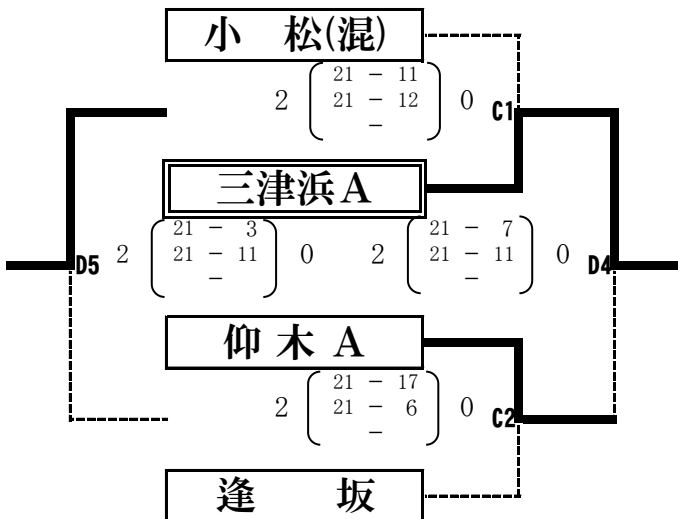 小 松(混)
21 － 11
2 21 － 12 0 C1
－
三津浜A
21 － 3 21 － 7
D5 2 21 － 11 0 2 21 － 11 0 D4
－ －
仰木A
21 － 17
2 21 － 6 0 C2
－
逢 坂